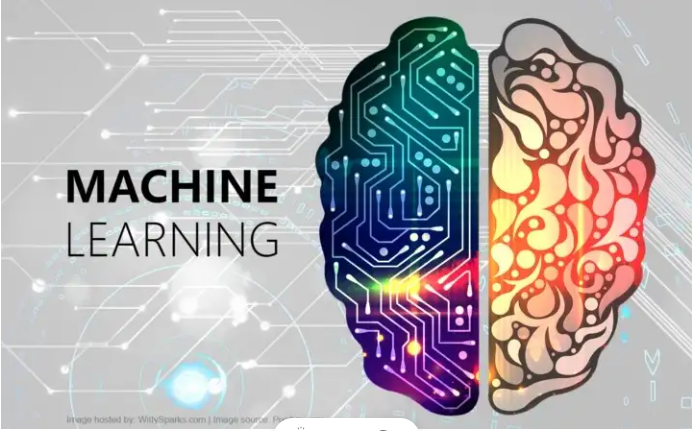 MACHINE
LEARNING
Image hosted by: WittySparks.com | Image source: